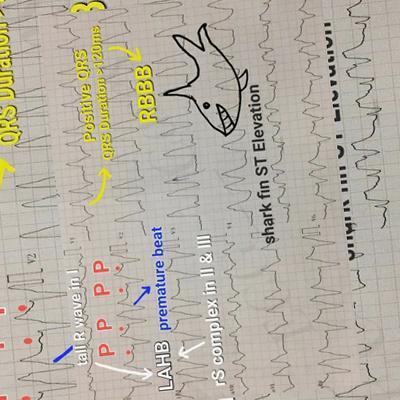 QRS Duration >
V2
3
Positive QRS
QRS Duration >120ms
RBBB
tall R wave in I
P P P P
premature beat
LAHB
rS complex in II & III
shark fin ST Elevation
shark fin ST Elevation